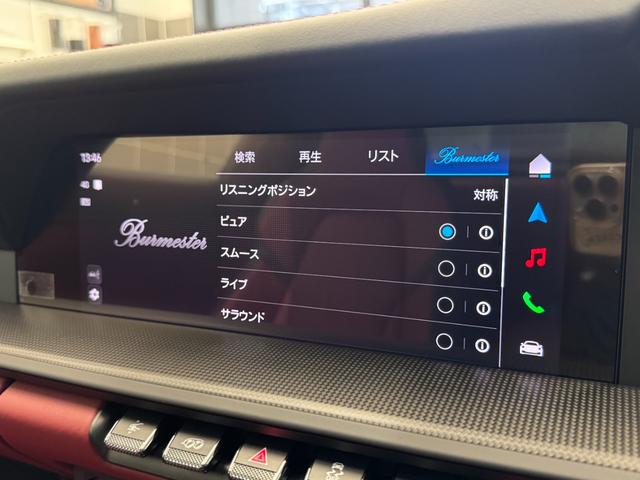 13:46
検索 再生 リスト Burmester
リスニングポジション 対称
Burmester
ピュア
スムース
ライブ
サラウンド